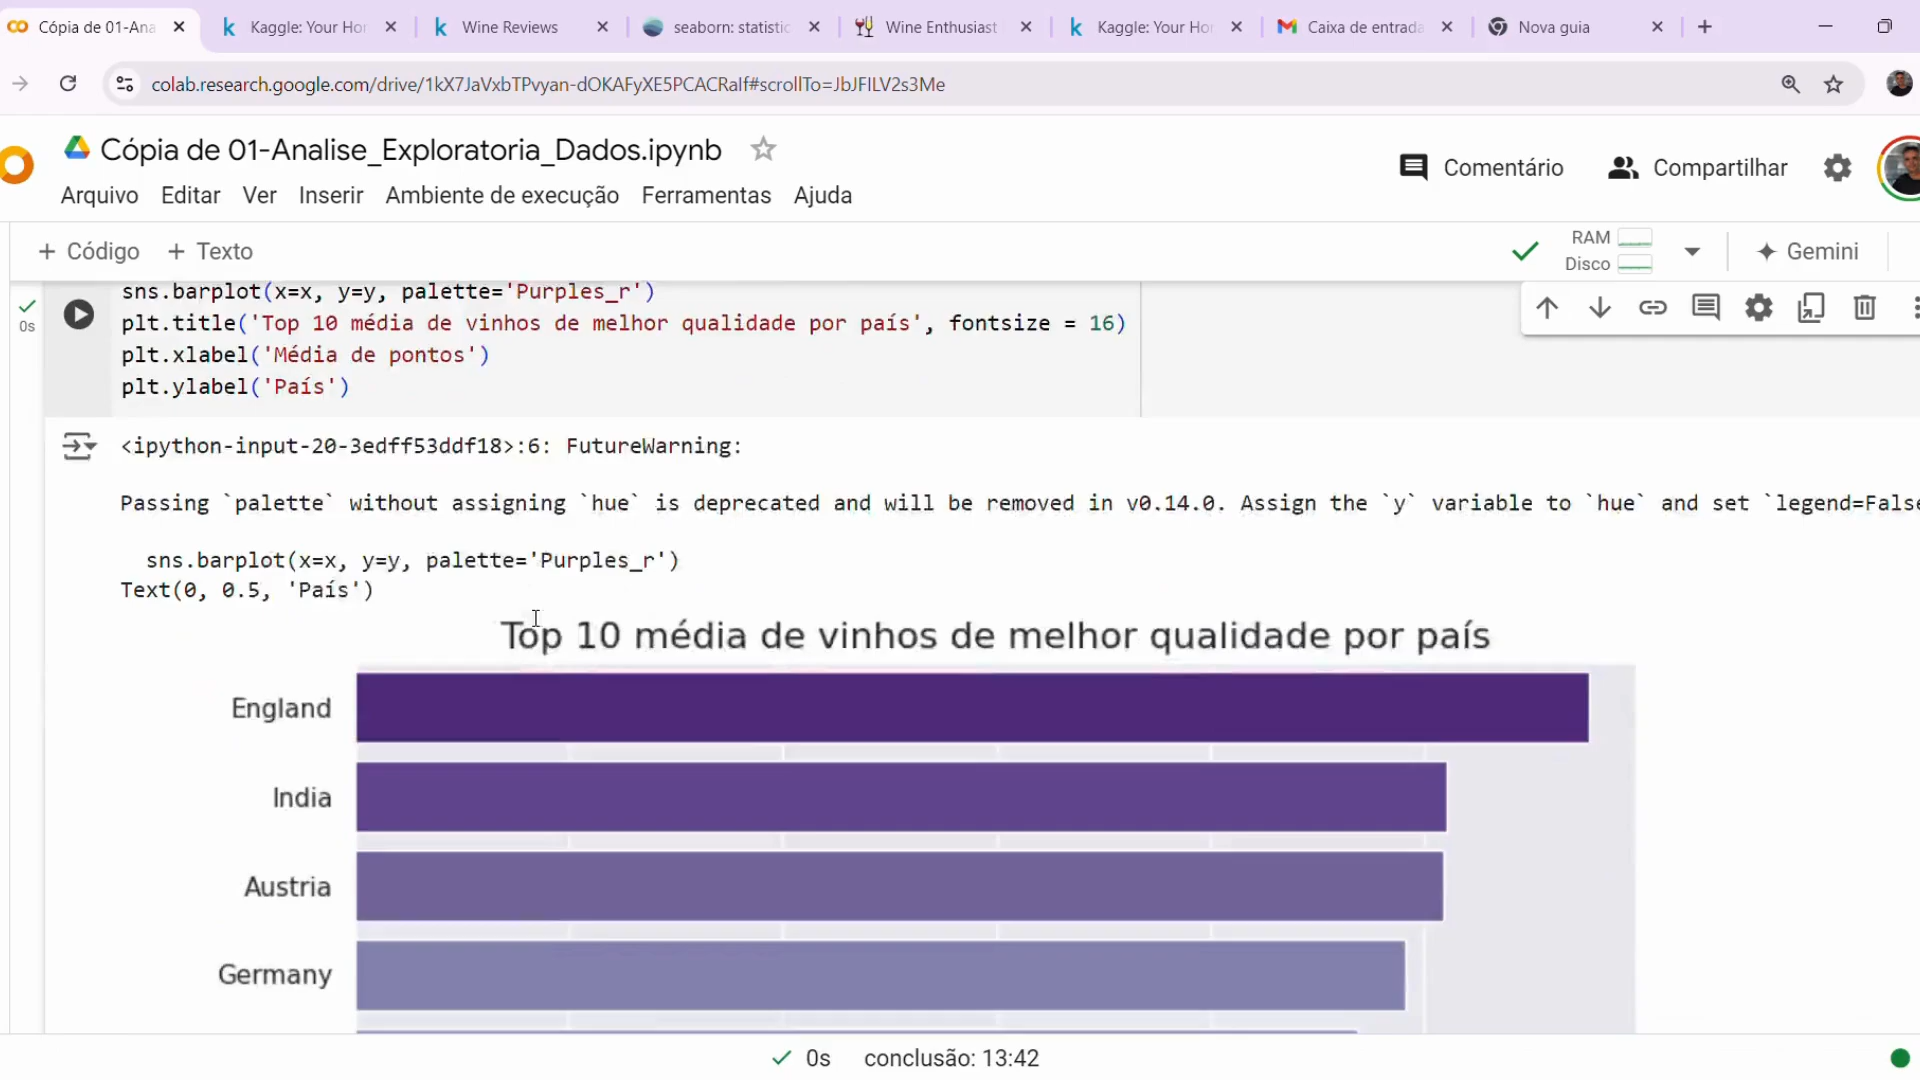 Cópia de 01-Ana
Kaggle: Your Ho
Wine Reviews
seaborn: statistic
Wine Enthusiast
Kaggle: Your Ho
Caixa de entrada
Nova guia
colab.research.google.com/drive/1kX7JaVxbTPvyan-dOKAFyXE5PCACRaIf#scrollTo=JbJFILV2s3Me
Cópia de 01-Analise_Exploratoria_Dados.ipynb
Comentário
Compartilhar
Arquivo Editar Ver Inserir Ambiente de execução Ferramentas Ajuda
+ Código + Texto
RAM
Disco
Gemini
sns.barplot(x=x, y=y, palette='Purples_r')
0s
plt.title('Top 10 média de vinhos de melhor qualidade por país', fontsize = 16)
plt.xlabel('Média de pontos')
plt.ylabel('País')
<ipython-input-20-3edff53ddf18>:6: FutureWarning:
Passing `palette` without assigning `hue` is deprecated and will be removed in v0.14.0. Assign the `y` variable to `hue` and set `legend=False
sns.barplot(x=x, y=y, palette='Purples_r')
Text(0, 0.5, 'País')
Top 10 média de vinhos de melhor qualidade por país
England
India
Austria
Germany
0s conclusão: 13:42